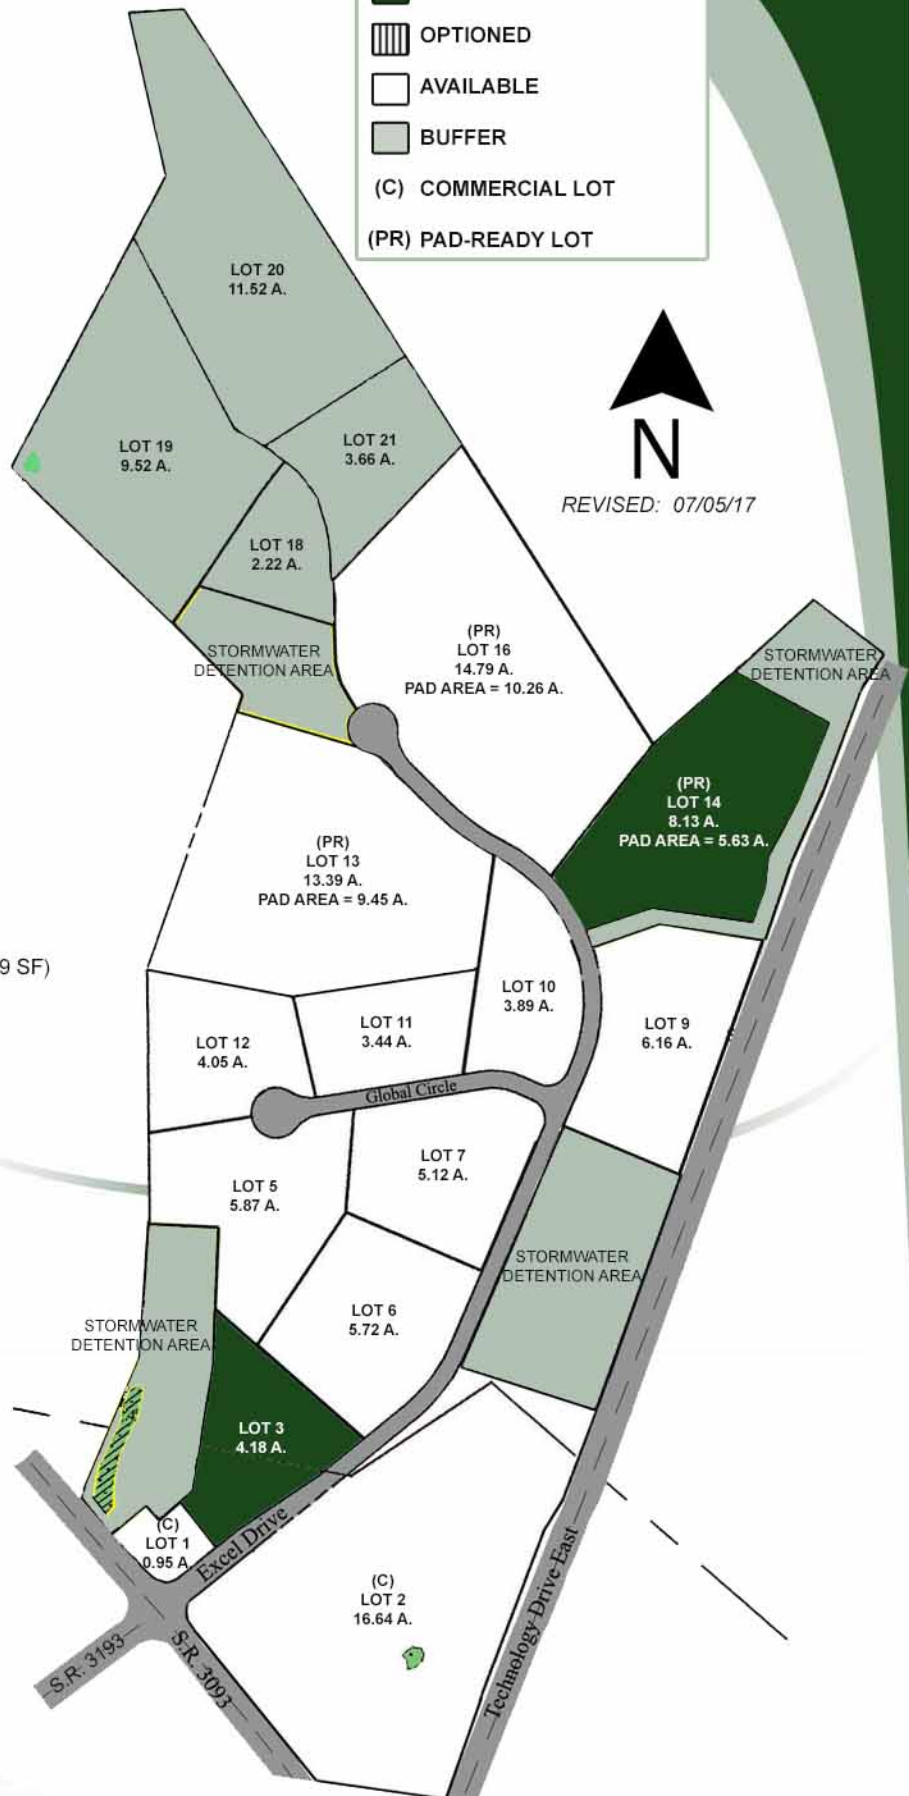 OPTIONED
AVAILABLE
BUFFER
(C) COMMERCIAL LOT
(PR) PAD-READY LOT
LOT 20
11.52 A.
N
REVISED: 07/05/17
LOT 19
9.52 A.
LOT 21
3.66 A.
LOT 18
2.22 A.
STORMWATER
DETENTION AREA
(PR)
LOT 16
14.79 A.
PAD AREA = 10.26 A.
STORMWATER
DETENTION AREA
(PR)
LOT 14
8.13 A.
PAD AREA = 5.63 A.
(PR)
LOT 13
13.39 A.
PAD AREA = 9.45 A.
9 SF)
LOT 10
3.89 A.
LOT 9
6.16 A.
LOT 12
4.05 A.
LOT 11
3.44 A.
Global Circle
LOT 7
5.12 A.
LOT 5
5.87 A.
STORMWATER
DETENTION AREA
LOT 6
5.72 A.
STORMWATER
DETENTION AREA
LOT 3
4.18 A.
(C)
LOT 1
0.95 A.
Excel Drive
(C)
LOT 2
16.64 A.
Technology Drive East
S.R. 3193
S.R. 3093